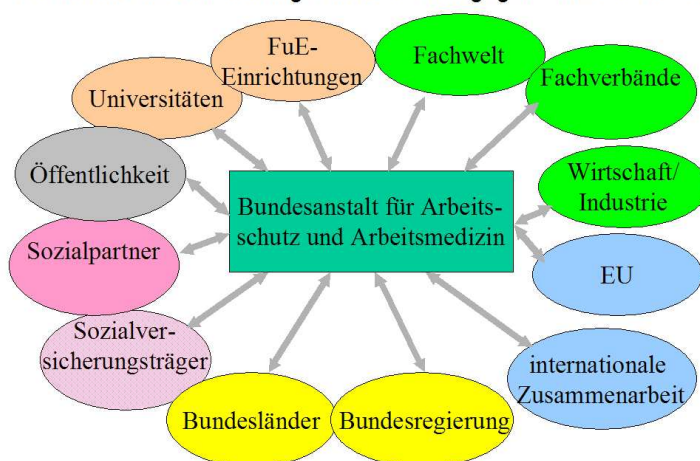 FuE-
Einrichtungen
Fachwelt
Fachverbände
Universitäten
Öffentlichkeit
Bundesanstalt für Arbeits-
schutz und Arbeitsmedizin
Wirtschaft/
Industrie
Sozialpartner
EU
Sozialver-
sicherungsträger
internationale
Zusammenarbeit
Bundesländer
Bundesregierung